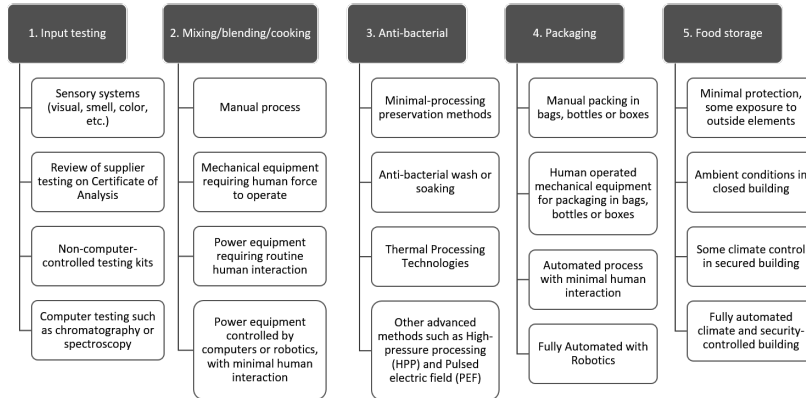 1. Input testing
Sensory systems
(visual, smell, color,
etc.)
Review of supplier
testing on Certificate of
Analysis
Non-computer-
controlled testing kits
Computer testing such
as chromatography or
spectroscopy
2. Mixing/blending/cooking
Manual process
Mechanical equipment
requiring human force
to operate
Power equipment
requiring routine
human interaction
Power equipment
controlled by
computers or robotics,
with minimal human
interaction
3. Anti-bacterial
Minimal-processing
preservation methods
Anti-bacterial wash or
soaking
Thermal Processing
Technologies
Other advanced
methods such as High-
pressure processing
(HPP) and Pulsed
electric field (PEF)
4. Packaging
Manual packing in
bags, bottles or boxes
Human operated
mechanical equipment
for packaging in bags,
bottles or boxes
Automated process
with minimal human
interaction
Fully Automated with
Robotics
5. Food storage
Minimal protection,
some exposure to
outside elements
Ambient conditions in
closed building
Some climate control
in secured building
Fully automated
climate and security-
controlled building